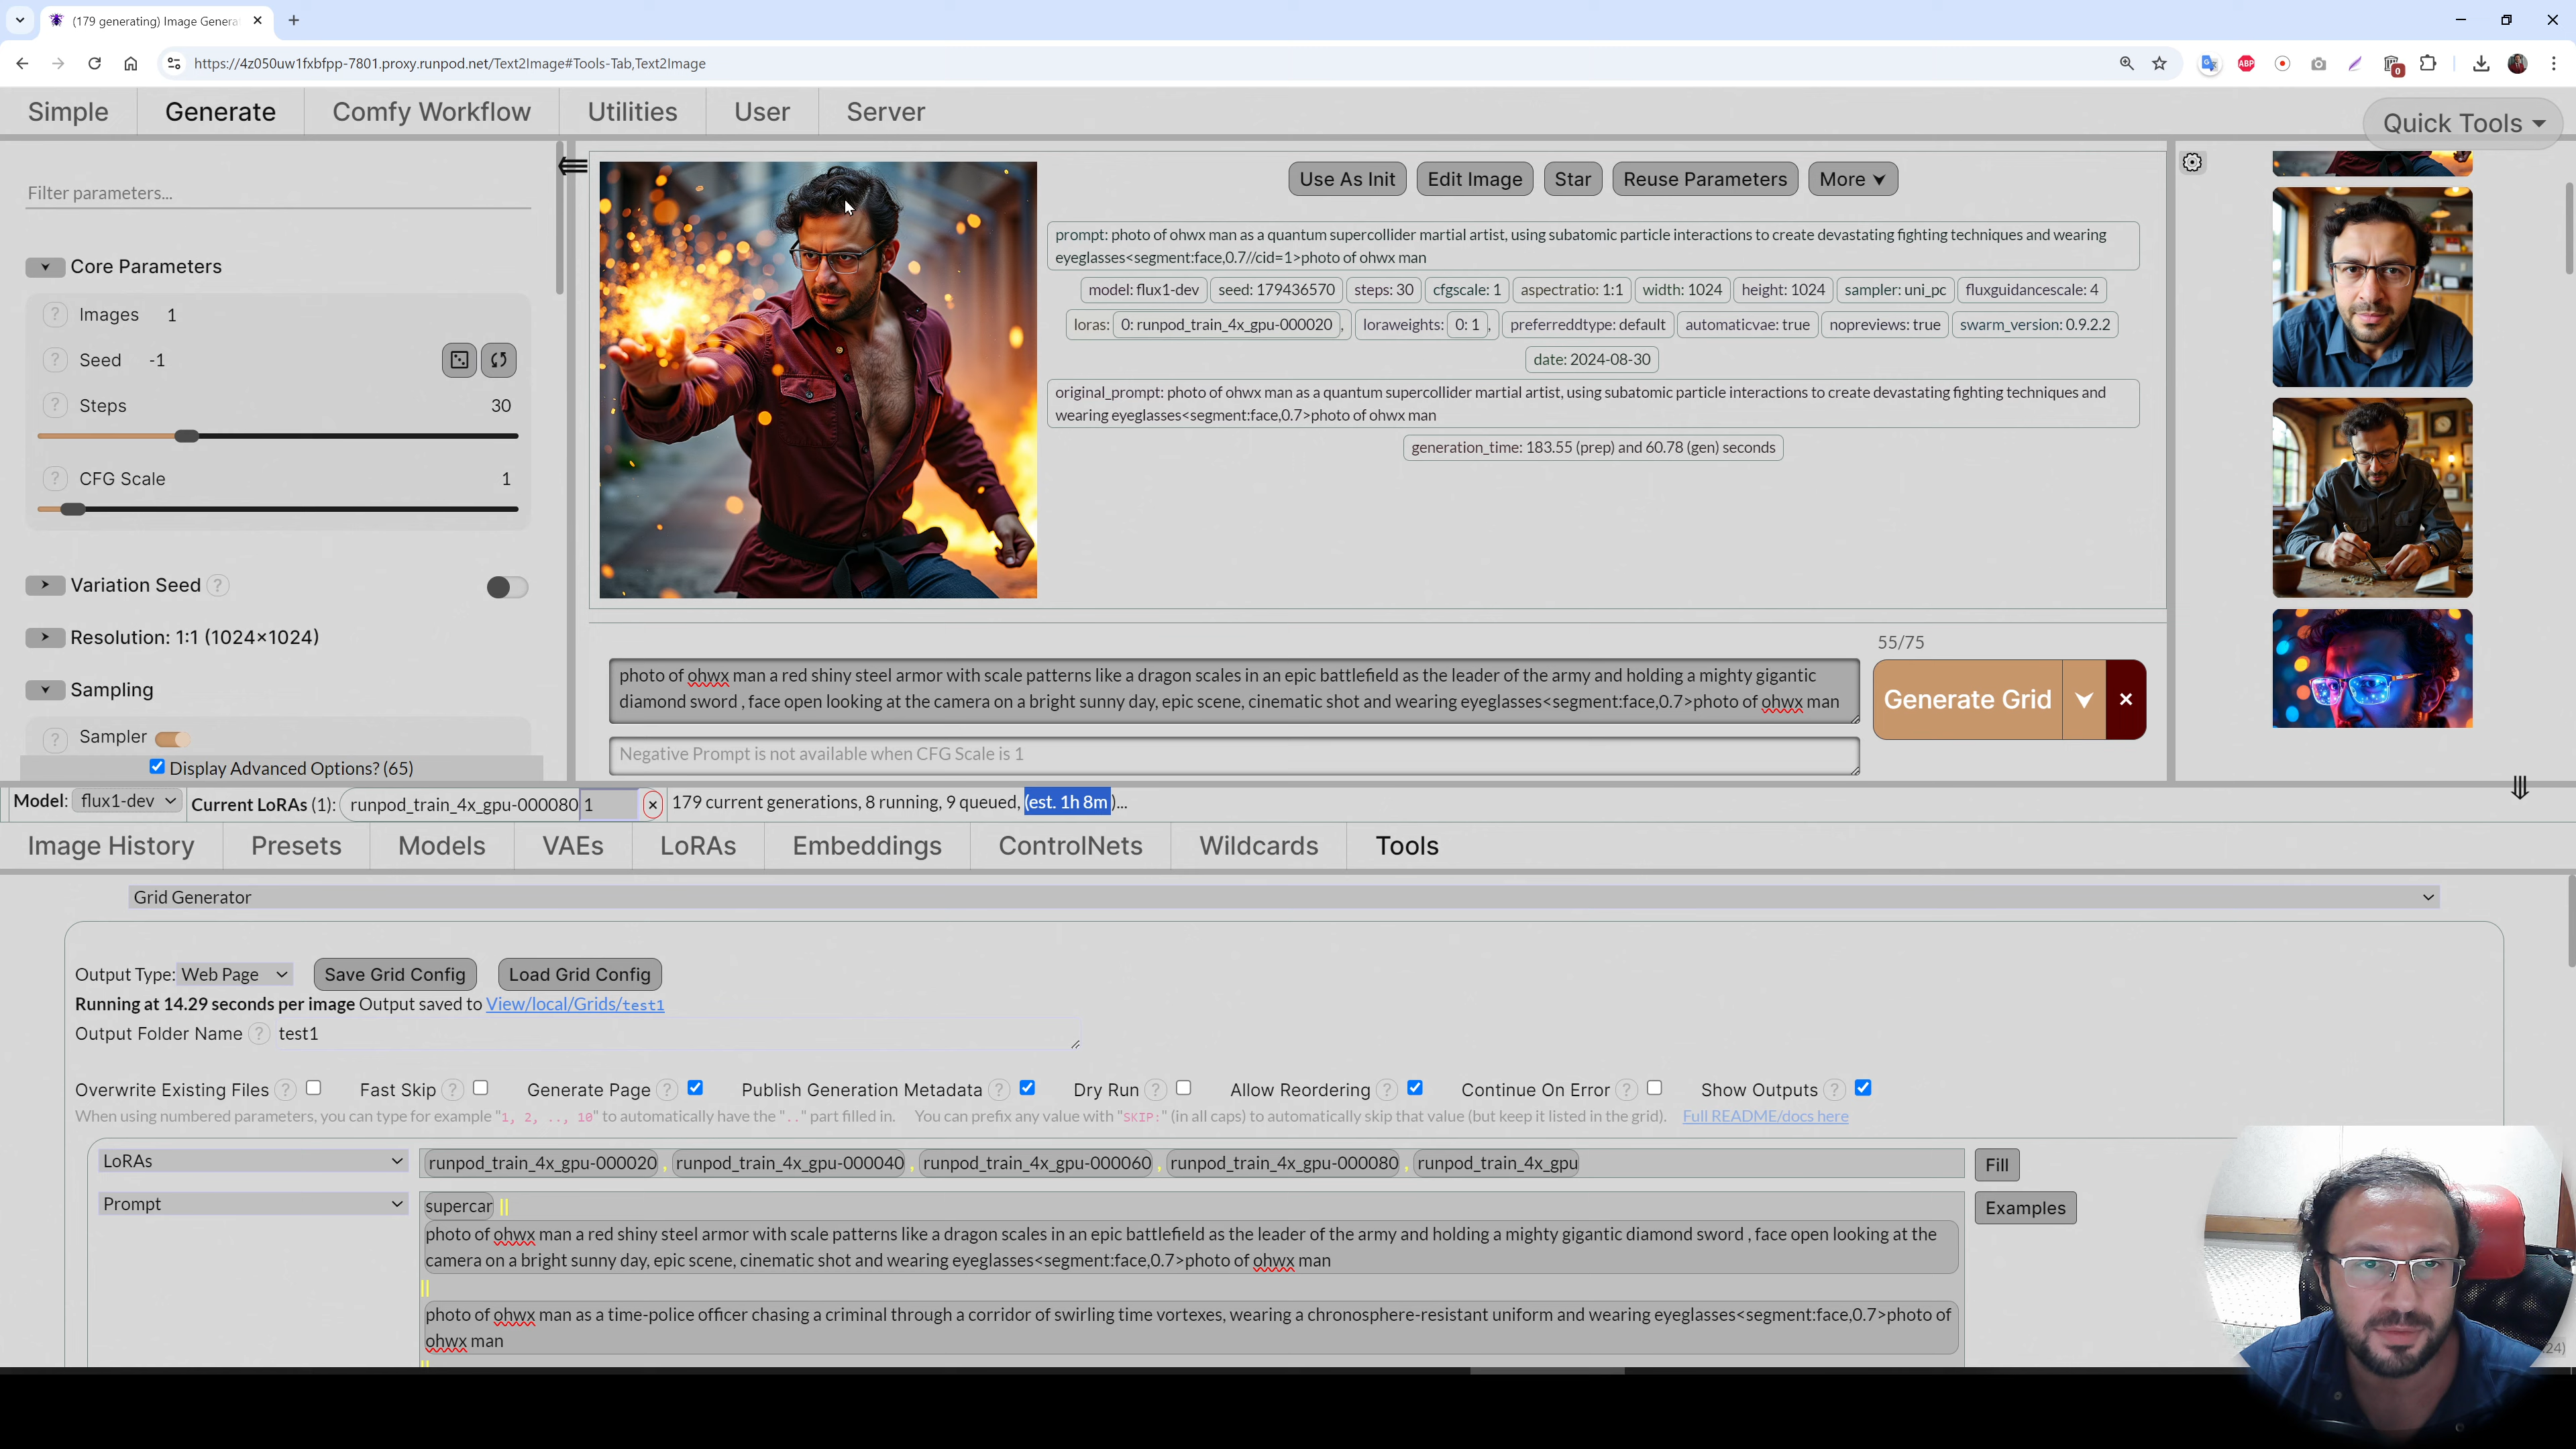 (179 generating) Image Genera
https://4z050uw1fxbfpp-7801.proxy.runpod.net/Text2Image#Tools-Tab,Text2Image
ABP
0
Simple Generate Comfy Workflow Utilities User Server Quick Tools
Filter parameters...
Core Parameters
? Images 1
? Seed -1
? Steps 30
? CFG Scale 1
Variation Seed ?
Resolution: 1:1 (1024×1024)
Sampling
? Sampler
Display Advanced Options? (65)
Use As Init Edit Image Star Reuse Parameters More
prompt: photo of ohwx man as a quantum supercollider martial artist, using subatomic particle interactions to create devastating fighting techniques and wearing
eyeglasses<segment:face,0.7//cid=1>photo of ohwx man
model: flux1-dev seed: 179436570 steps: 30 cfgscale: 1 aspectratio: 1:1 width: 1024 height: 1024 sampler: uni_pc fluxguidancescale: 4
loras: 0: runpod_train_4x_gpu-000020 , loraweights: 0: 1 , preferreddtype: default automaticvae: true nopreviews: true swarm_version: 0.9.2.2
date: 2024-08-30
original_prompt: photo of ohwx man as a quantum supercollider martial artist, using subatomic particle interactions to create devastating fighting techniques and
wearing eyeglasses<segment:face,0.7>photo of ohwx man
generation_time: 183.55 (prep) and 60.78 (gen) seconds
55/75
photo of ohwx man a red shiny steel armor with scale patterns like a dragon scales in an epic battlefield as the leader of the army and holding a mighty gigantic
diamond sword , face open looking at the camera on a bright sunny day, epic scene, cinematic shot and wearing eyeglasses<segment:face,0.7>photo of ohwx man
Generate Grid ×
Negative Prompt is not available when CFG Scale is 1
Model: flux1-dev Current LoRAs (1): runpod_train_4x_gpu-000080 1 × 179 current generations, 8 running, 9 queued, (est. 1h 8m )...
Image History Presets Models VAEs LoRAs Embeddings ControlNets Wildcards Tools
Grid Generator
Output Type: Web Page Save Grid Config Load Grid Config
Running at 14.29 seconds per image Output saved to View/local/Grids/test1
Output Folder Name ? test1
Overwrite Existing Files ? Fast Skip ? Generate Page ? Publish Generation Metadata ? Dry Run ? Allow Reordering ? Continue On Error ? Show Outputs ?
When using numbered parameters, you can type for example "1, 2, .., 10" to automatically have the ".." part filled in. You can prefix any value with "SKIP:" (in all caps) to automatically skip that value (but keep it listed in the grid). Full README/docs here
LoRAs runpod_train_4x_gpu-000020 , runpod_train_4x_gpu-000040 , runpod_train_4x_gpu-000060 , runpod_train_4x_gpu-000080 , runpod_train_4x_gpu Fill
Prompt supercar || Examples
photo of ohwx man a red shiny steel armor with scale patterns like a dragon scales in an epic battlefield as the leader of the army and holding a mighty gigantic diamond sword , face open looking at the
camera on a bright sunny day, epic scene, cinematic shot and wearing eyeglasses<segment:face,0.7>photo of ohwx man
||
photo of ohwx man as a time-police officer chasing a criminal through a corridor of swirling time vortexes, wearing a chronosphere-resistant uniform and wearing eyeglasses<segment:face,0.7>photo of
ohwx man
||
24)